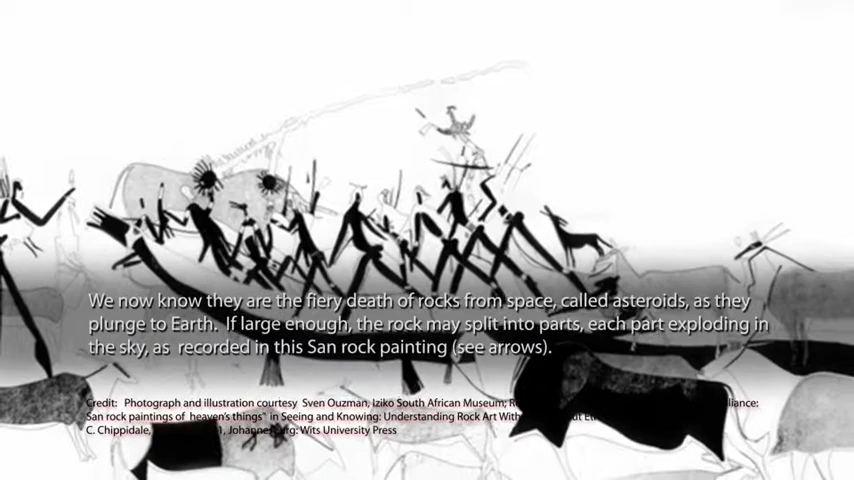 We now know they are the fiery death of rocks from space, called asteroids, as they
plunge to Earth. If large enough, the rock may split into parts, each part exploding in
the sky, as recorded in this San rock painting (see arrows).
Credit: Photograph and illustration courtesy Sven Ouzman, Iziko South African Museum;
San rock paintings of heaven's things" in Seeing and Knowing: Understanding Rock Art
C. Chippidale, Wits University Press